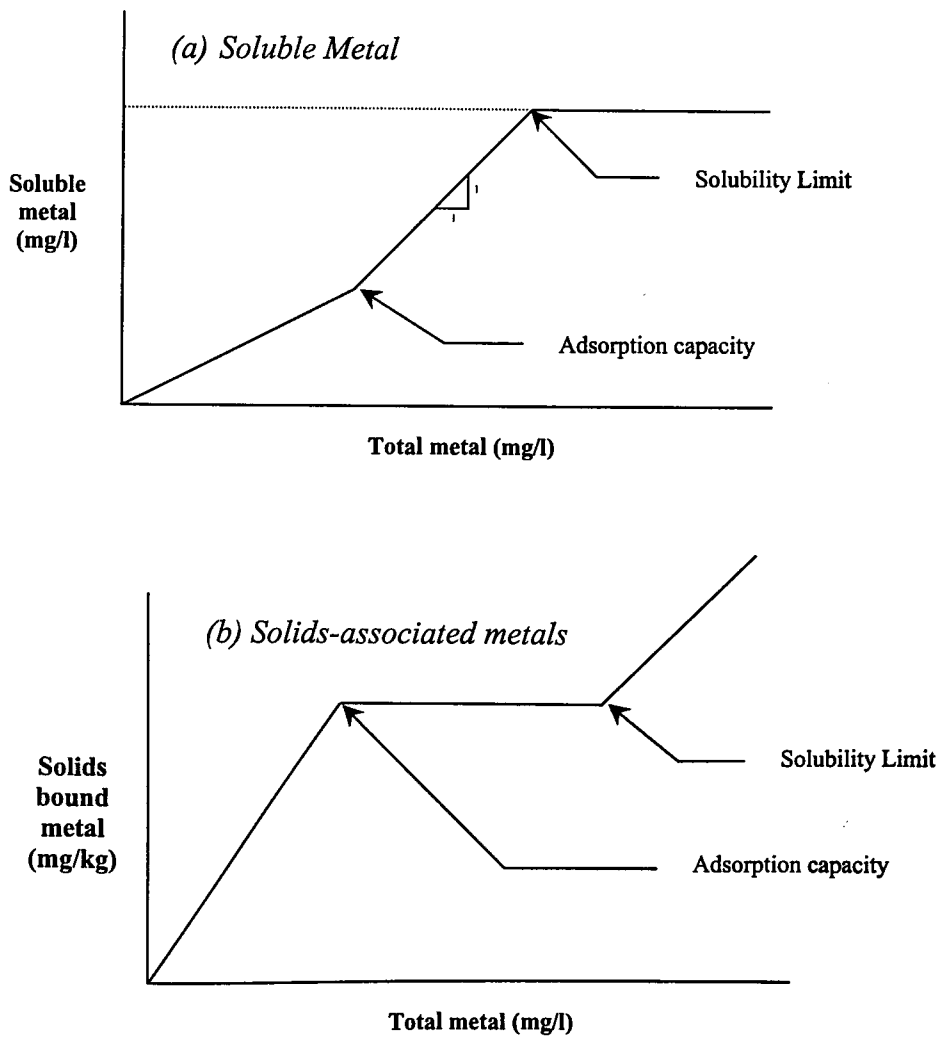 (a) Soluble Metal
Soluble
metal
(mg/l)
Solubility Limit
1
1
Adsorption capacity
Total metal (mg/l)
(b) Solids-associated metals
Solids
bound
metal
(mg/kg)
Solubility Limit
Adsorption capacity
Total metal (mg/l)